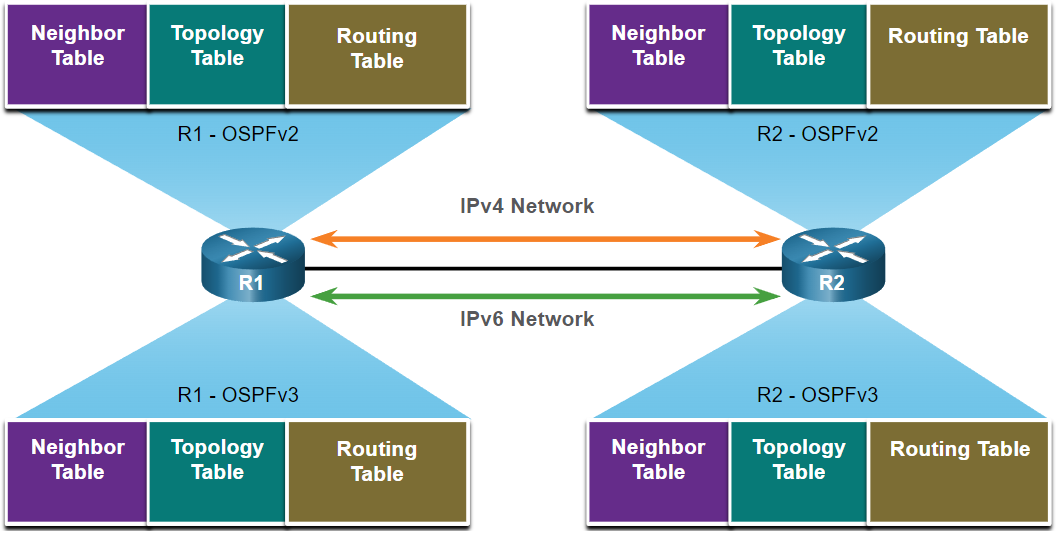 Neighbor
Table
Topology
Table
Routing
Table
Neighbor
Table
Topology
Table
Routing Table
R1 - OSPFv2
R2 - OSPFv2
IPv4 Network
R1
R2
IPv6 Network
R1 - OSPFv3
R2 - OSPFv3
Neighbor
Table
Topology
Table
Routing
Table
Neighbor
Table
Topology
Table
Routing Table